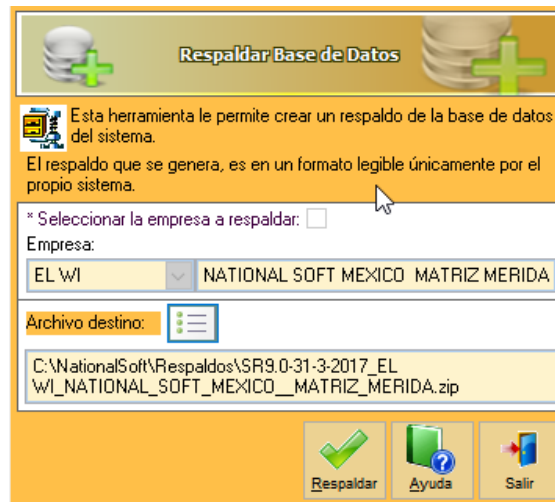 Respaldar Base de Datos
Esta herramienta le permite crear un respaldo de la base de datos
del sistema.
El respaldo que se genera, es en un formato legible únicamente por el
propio sistema.
* Seleccionar la empresa a respaldar:
Empresa:
EL WI NATIONAL SOFT MEXICO MATRIZ MERIDA
Archivo destino:
C:\NationalSoft\Respaldos\SR9.0-31-3-2017_EL
WI_NATIONAL_SOFT_MEXICO__MATRIZ_MERIDA.zip
Respaldar Ayuda Salir